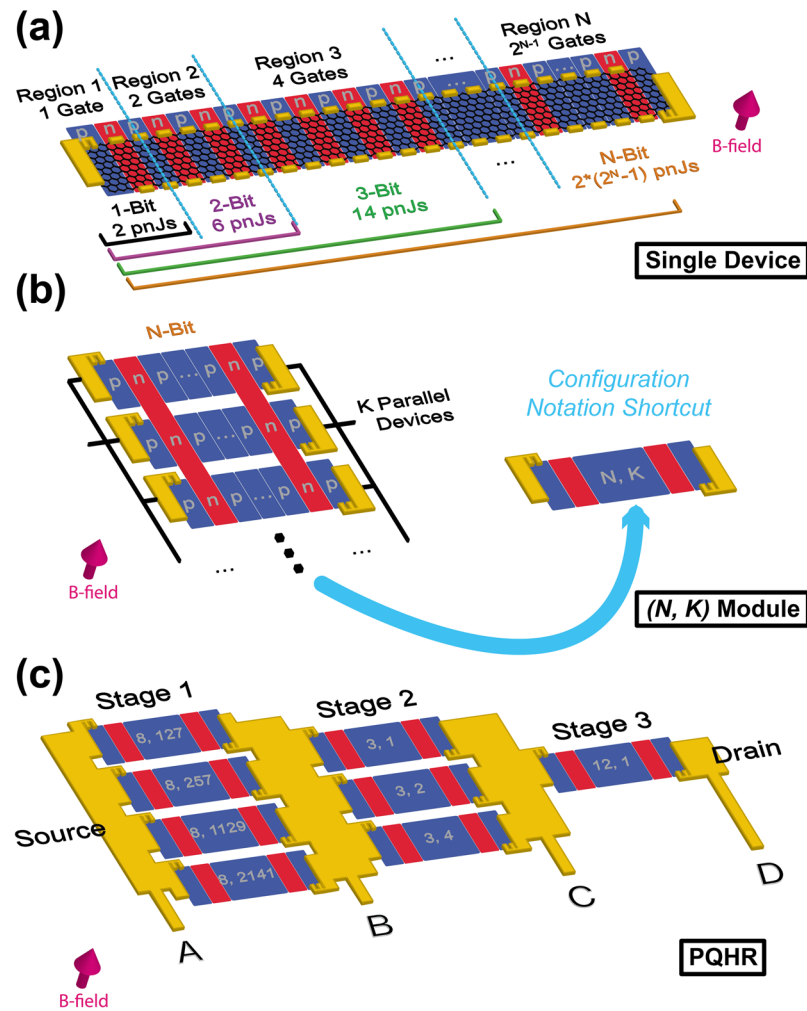 (a)
Region 1
1 Gate
Region 2
2 Gates
Region 3
4 Gates
...
Region N
2^{N-1} Gates
p n p n p n p n p n p n p n p ... p n p ... p n p
B-field
1-Bit
2 pnJs
2-Bit
6 pnJs
3-Bit
14 pnJs
...
N-Bit
2*(2^N-1) pnJs
Single Device
(b)
N-Bit
p n p ... p n p
p n p ... p n p
p n p ... p n p
K Parallel
Devices
... ...
B-field
Configuration
Notation Shortcut
N, K
(N, K) Module
(c)
Stage 1
Stage 2
Stage 3
8, 127
8, 257
8, 1129
8, 2141
3, 1
3, 2
3, 4
12, 1
Source
Drain
A
B
C
D
B-field
PQHR